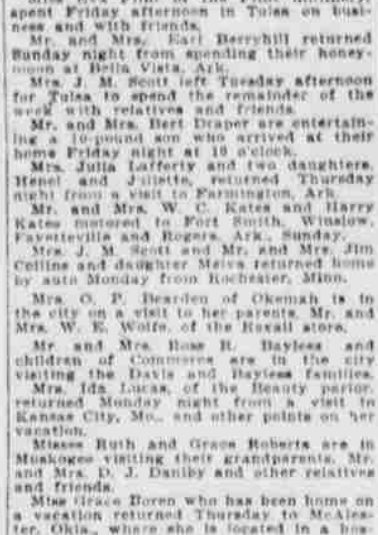 spent Friday afternoon in Tulsa on busi-
ness and with friends.
Mr. and Mrs. Earl Berryhill returned
Sunday night from spending their honey-
moon at Bella Vista, Ark.
Mrs. J. M. Scott left Tuesday afternoon
for Tulsa to spend the remainder of the
week with relatives and friends.
Mr. and Mrs. Bert Draper are entertain-
ing a 10-pound son who arrived at their
home Friday night at 10 o'clock.
Mrs. Julia Lafferty and two daughters,
Henel and Juliette, returned Thursday
night from a visit to Farmington, Ark.
Mr. and Mrs. W. C. Kates and Harry
Kates motored to Fort Smith, Winslow,
Fayetteville and Rogers, Ark., Sunday.
Mrs. J. M. Scott and Mr. and Mrs. Jim
Collins and daughter Melva returned home
by auto Monday from Rochester, Minn.
Mrs. O. P. Bearden of Okemah is in
the city on a visit to her parents, Mr. and
Mrs. W. E. Wolfe, of the Rexall store.
Mr. and Mrs. Ross R. Bayless and
children of Commerce are in the city
visiting the Davis and Bayless families.
Mrs. Ida Lucas, of the Beauty parlor,
returned Monday night from a visit to
Kansas City, Mo., and other points on her
vacation.
Misses Ruth and Grace Roberts are in
Muskogee visiting their grandparents, Mr.
and Mrs. D. J. Danlby and other relatives
and friends.
Miss Grace Boren who has been home on
a vacation returned Thursday to McAles-
ter, Okla., where she is located in a hos-